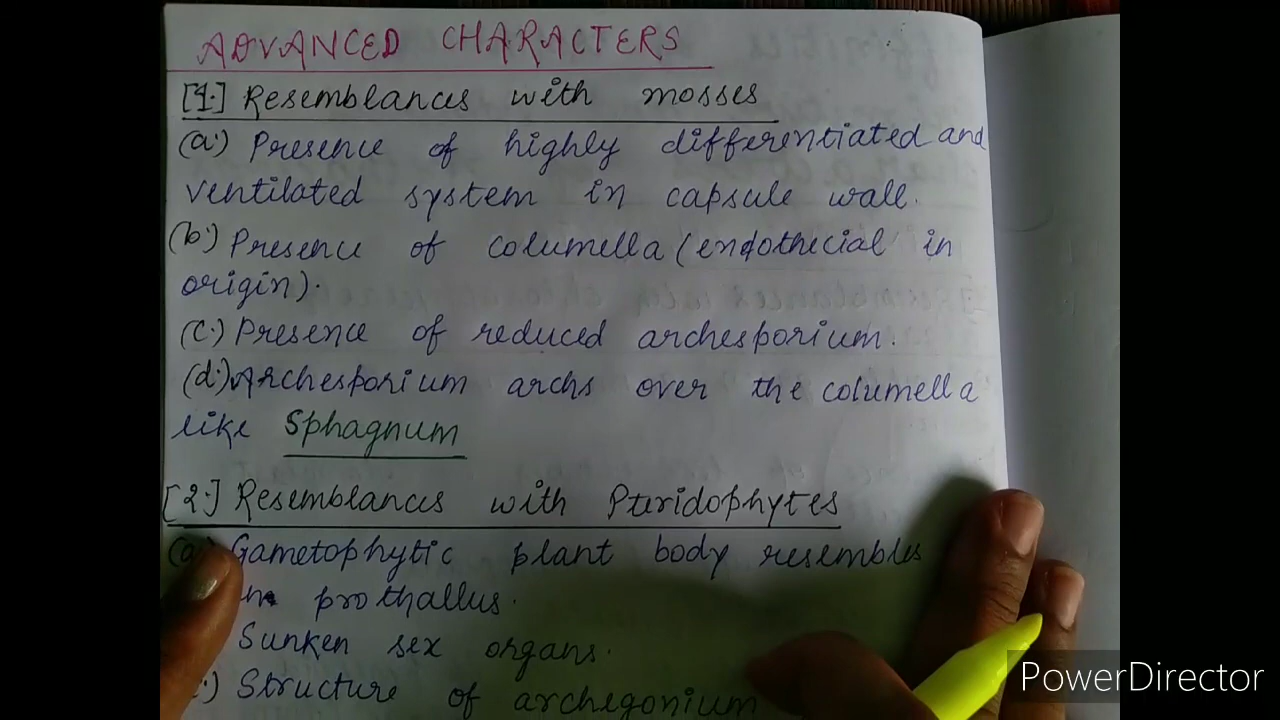 ADVANCED CHARACTERS
[1.] Resemblances with mosses
(a.) Presence of highly differentiated and
ventilated system in capsule wall.
(b.) Presence of columella (endothecial in
origin).
(c.) Presence of reduced archesporium.
(d.) Archesporium archs over the columella
like Sphagnum
[2.] Resemblances with Pteridophytes
(a.) Gametophytic plant body resembles
prothallus.
Sunken sex organs.
Structure of archegonium
PowerDirector